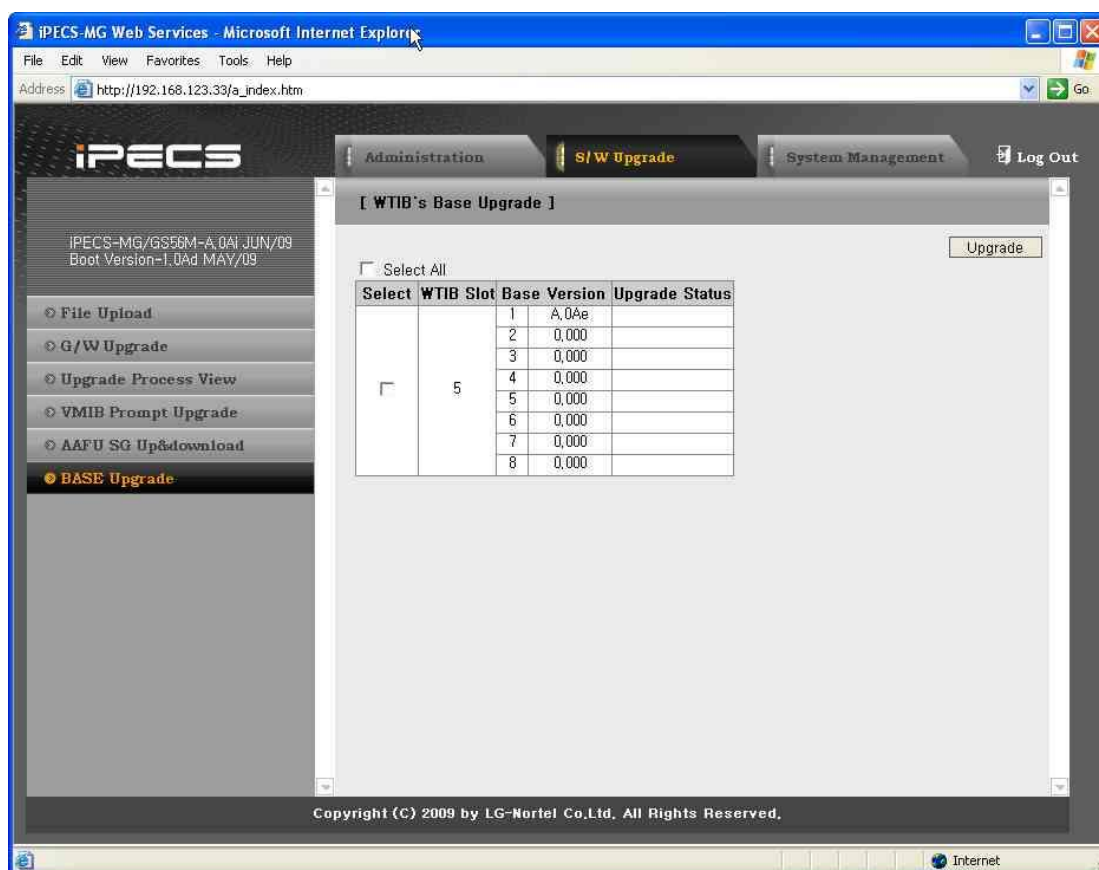 iPECS-MG Web Services - Microsoft Internet Explorer
File Edit View Favorites Tools Help
Address http://192.168.123.33/a_index.htm Go
iPECS
Administration S/W Upgrade System Management Log Out
[ WTIB's Base Upgrade ]
iPECS-MG/GS56M-A.0Ai JUN/09
Boot Version-1.0Ad MAY/09
Upgrade
Select All
Select WTIB Slot Base Version Upgrade Status
5
1 A.0Ae
2 0.000
3 0.000
4 0.000
5 0.000
6 0.000
7 0.000
8 0.000
File Upload
G/W Upgrade
Upgrade Process View
VMIB Prompt Upgrade
AAFU SG Up&download
BASE Upgrade
Copyright (C) 2009 by LG-Nortel Co.Ltd. All Rights Reserved.
Internet